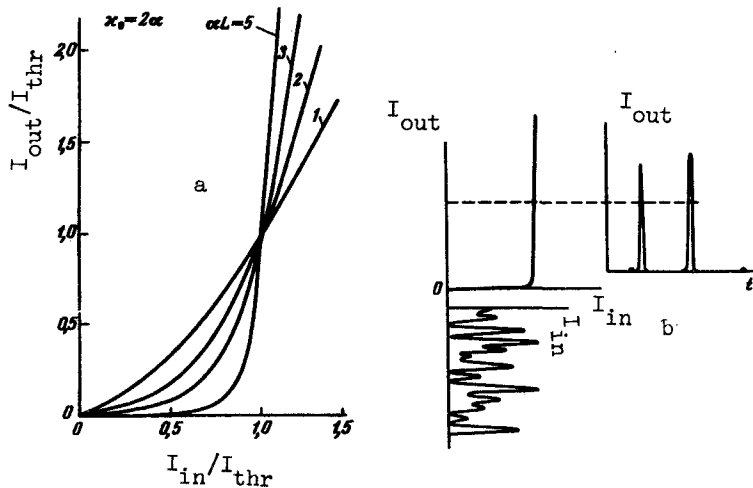 ϰ₀=2α
αL=5
3
2
1
2,0
1,5
1,0
0,5
0
I_out/I_thr
a
0
0,5
1,0
1,5
I_in/I_thr
I_out
I_out
t
0
I_in
I_in
b